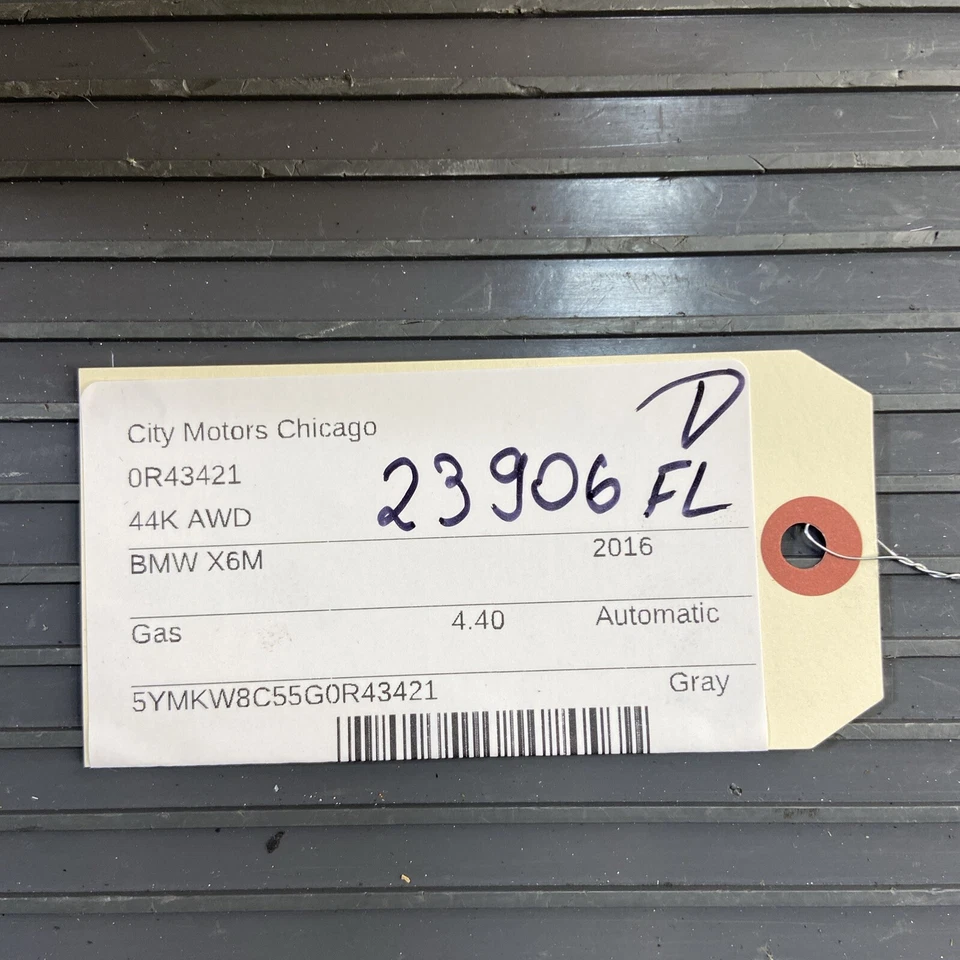 City Motors Chicago
D
0R43421
23906 FL
44K AWD
BMW X6M 2016
Gas 4.40 Automatic
5YMKW8C55G0R43421 Gray